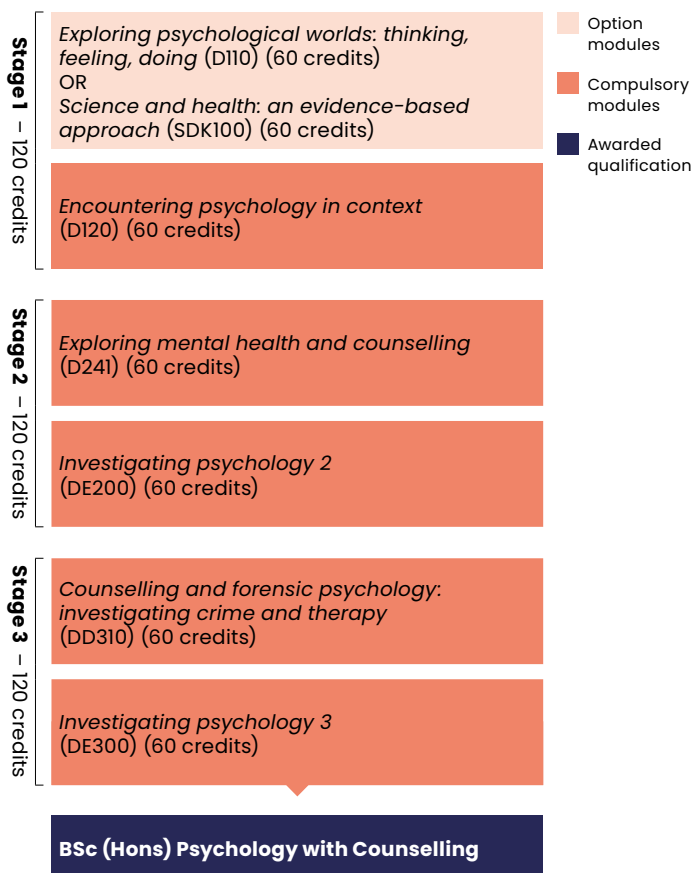 Stage 1 – 120 credits
Exploring psychological worlds: thinking,
feeling, doing (D110) (60 credits)
OR
Science and health: an evidence-based
approach (SDK100) (60 credits)
Encountering psychology in context
(D120) (60 credits)
Stage 2 – 120 credits
Exploring mental health and counselling
(D241) (60 credits)
Investigating psychology 2
(DE200) (60 credits)
Stage 3 – 120 credits
Counselling and forensic psychology:
investigating crime and therapy
(DD310) (60 credits)
Investigating psychology 3
(DE300) (60 credits)
BSc (Hons) Psychology with Counselling
Option
modules
Compulsory
modules
Awarded
qualification